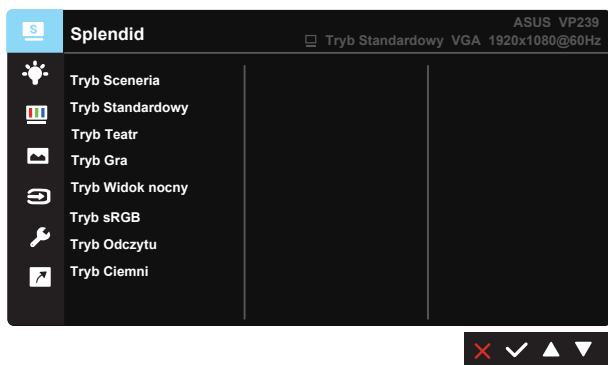 S
Splendid
ASUS VP239
Tryb Standardowy VGA 1920x1080@60Hz
Tryb Sceneria
Tryb Standardowy
Tryb Teatr
Tryb Gra
Tryb Widok nocny
Tryb sRGB
Tryb Odczytu
Tryb Ciemni